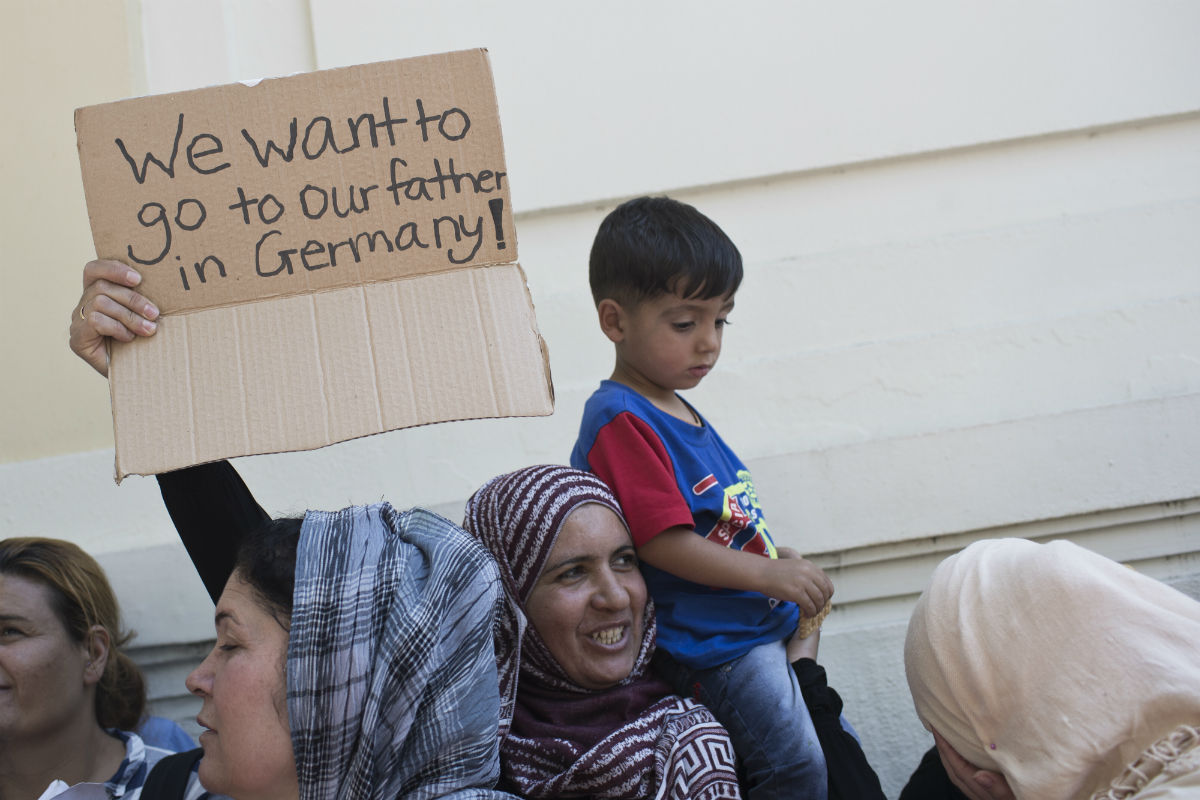 We want to
go to our father
in Germany!